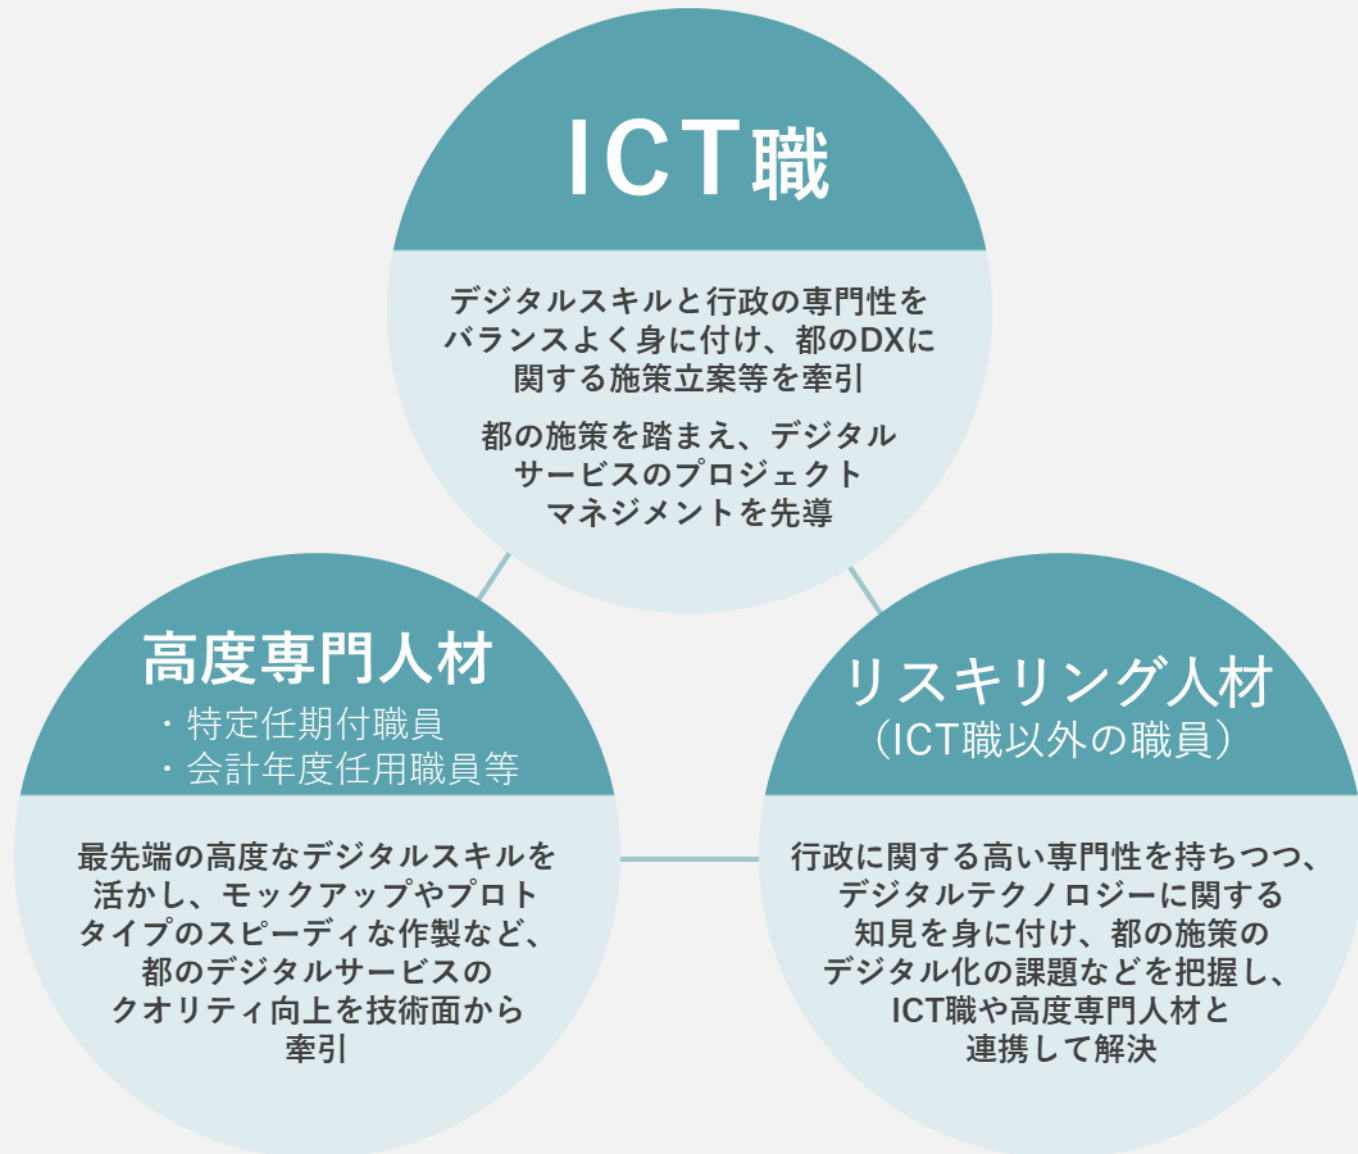 ICT職
デジタルスキルと行政の専門性を
バランスよく身に付け、都のDXに
関する施策立案等を牽引
都の施策を踏まえ、デジタル
サービスのプロジェクト
マネジメントを先導
高度専門人材
・特定任期付職員
・会計年度任用職員等
最先端の高度なデジタルスキルを
活かし、モックアップやプロト
タイプのスピーディな作製など、
都のデジタルサービスの
クオリティ向上を技術面から
牽引
リスキリング人材
（ICT職以外の職員）
行政に関する高い専門性を持ちつつ、
デジタルテクノロジーに関する
知見を身に付け、都の施策の
デジタル化の課題などを把握し、
ICT職や高度専門人材と
連携して解決